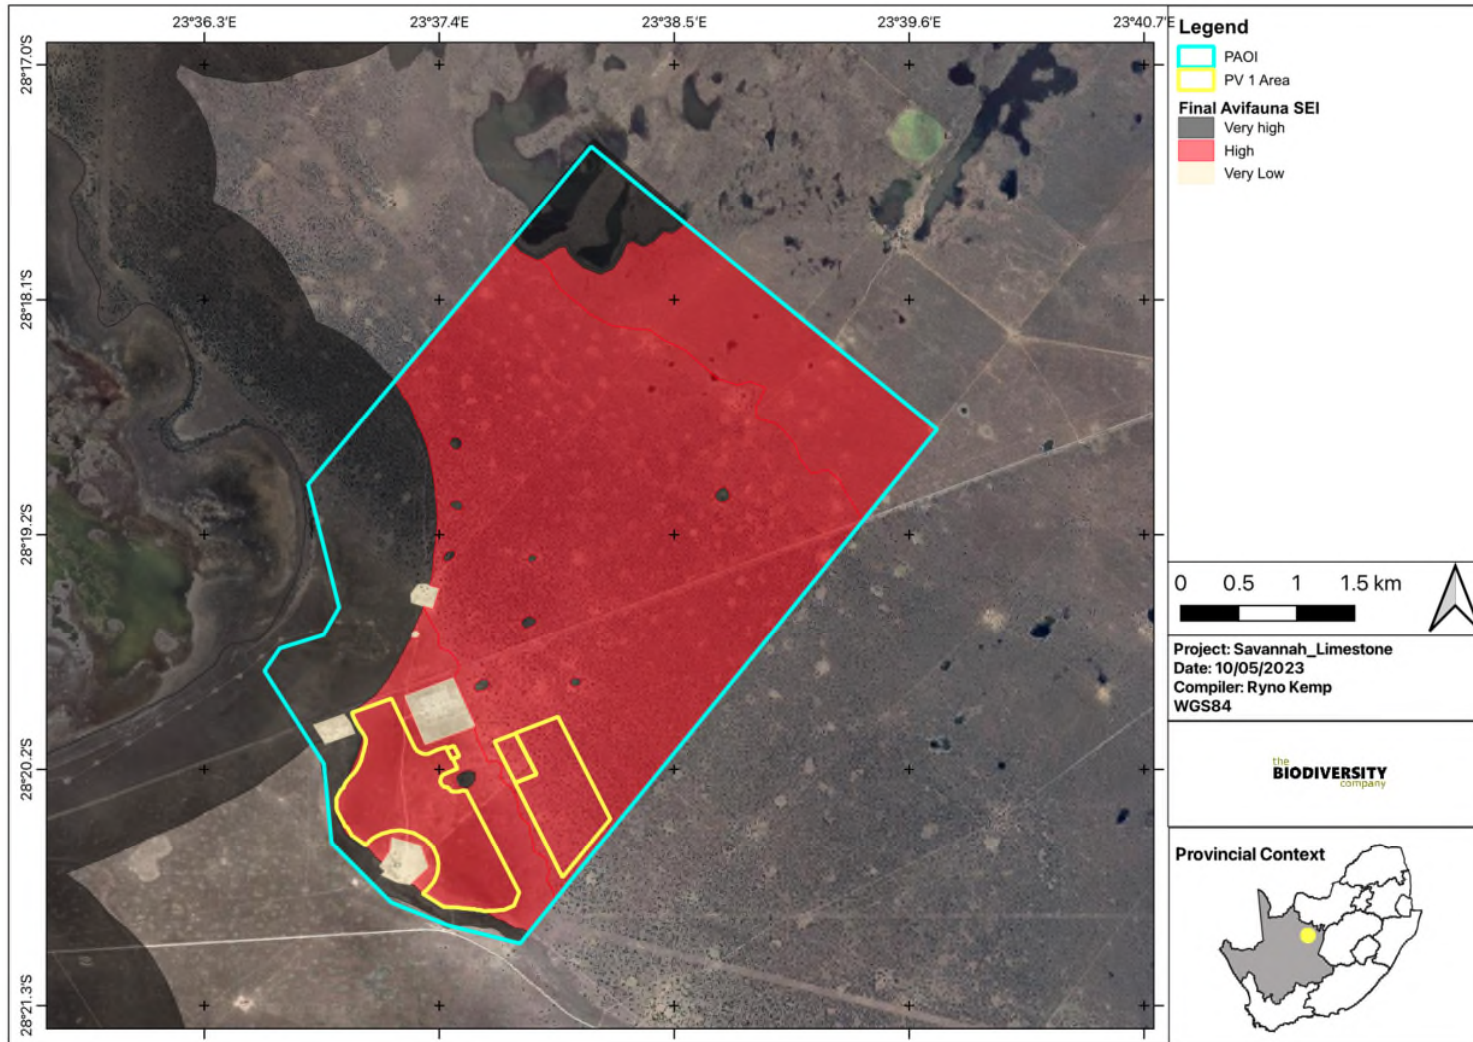 23°36.3'E 23°37.4'E 23°38.5'E 23°39.6'E 23°40.7'E
28°17.0'S
28°18.1'S
28°19.2'S
28°20.2'S
28°21.3'S
Legend
PAOI
PV 1 Area
Final Avifauna SEI
Very high
High
Very Low
0 0.5 1 1.5 km
Project: Savannah_Limestone
Date: 10/05/2023
Compiler: Ryno Kemp
WGS84
the
BIODIVERSITY
company
Provincial Context